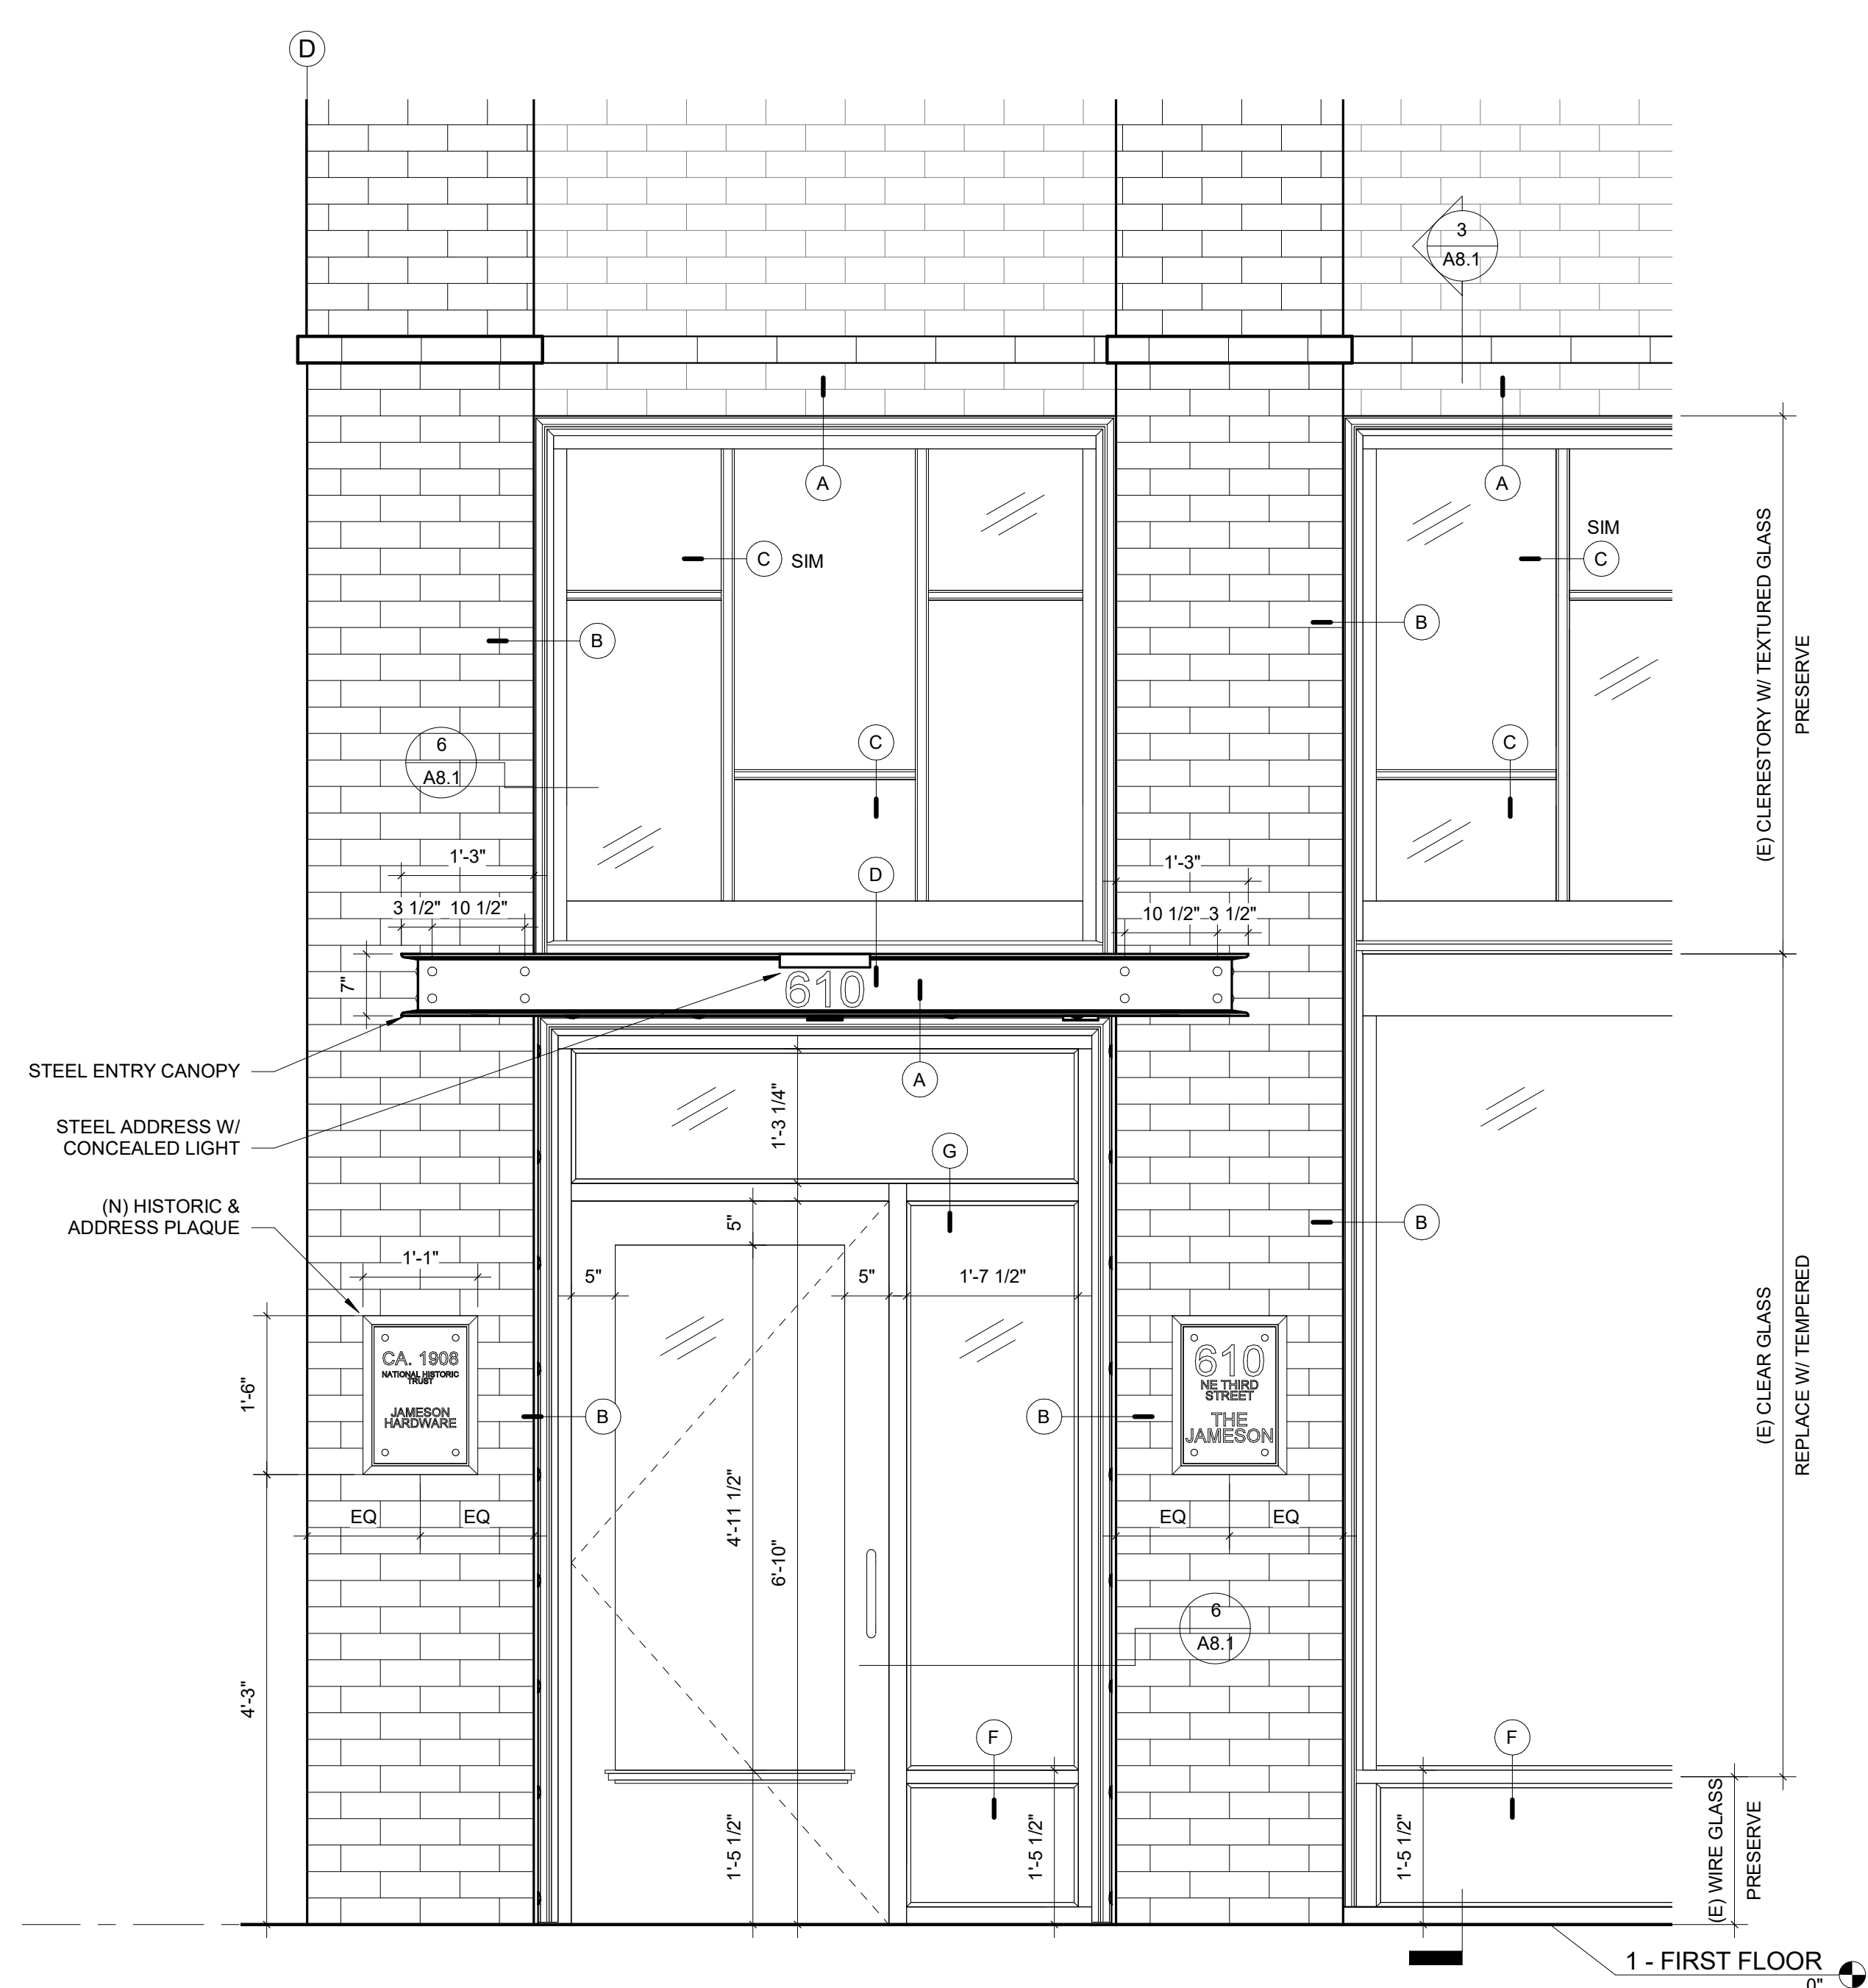 D
3
A8.1
A
A
C SIM
SIM
C
B
B
6
A8.1
C
C
(E) CLERESTORY W/ TEXTURED GLASS
PRESERVE
1'-3"
3 1/2" 10 1/2"
D
1'-3"
10 1/2" 3 1/2"
7"
610
STEEL ENTRY CANOPY
A
STEEL ADDRESS W/
CONCEALED LIGHT
1'-3 1/4"
G
(N) HISTORIC &
ADDRESS PLAQUE
B
5"
1'-1"
5"
5"
1'-7 1/2"
(E) CLEAR GLASS
REPLACE W/ TEMPERED
1'-6"
CA. 1908
NATIONAL HISTORIC
TRUST
JAMESON
HARDWARE
B
B
610
NE THIRD
STREET
THE
JAMESON
EQ EQ
4'-11 1/2"
6'-10"
EQ EQ
6
A8.1
4'-3"
F
F
1'-5 1/2"
1'-5 1/2"
1'-5 1/2"
(E) WIRE GLASS
PRESERVE
1 - FIRST FLOOR
0"